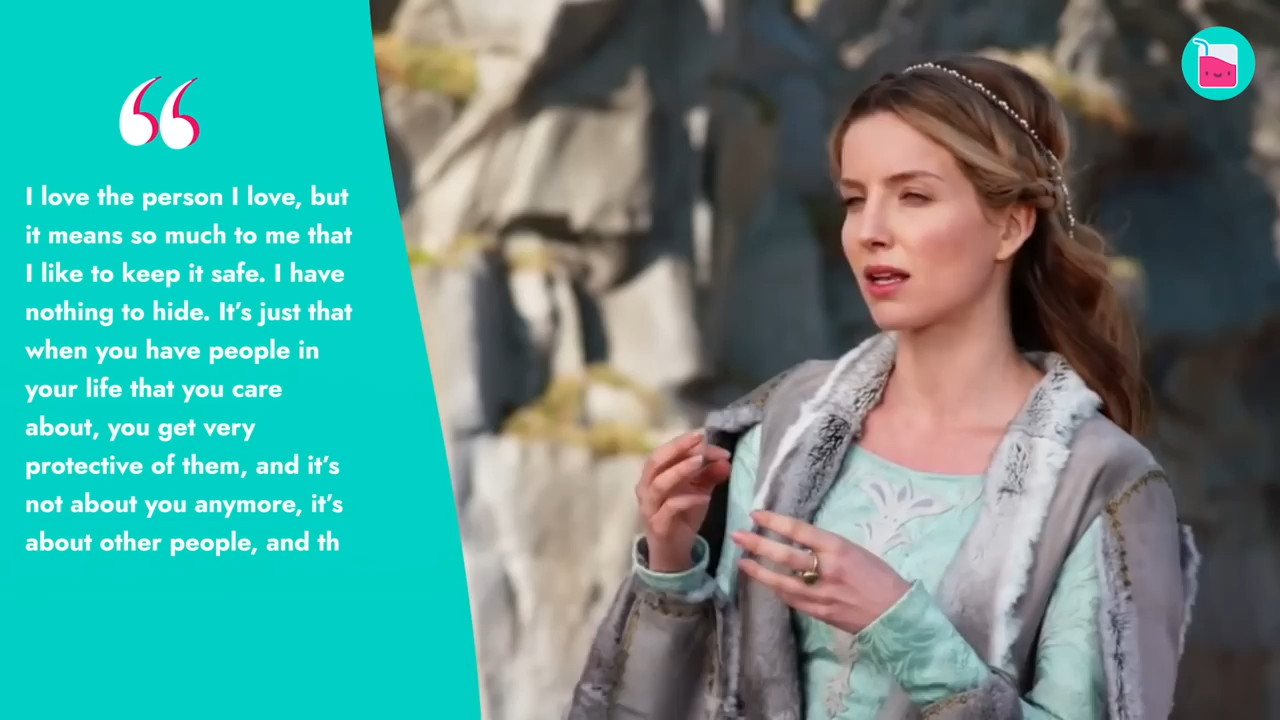 “
I love the person I love, but
it means so much to me that
I like to keep it safe. I have
nothing to hide. It’s just that
when you have people in
your life that you care
about, you get very
protective of them, and it’s
not about you anymore, it’s
about other people, and th